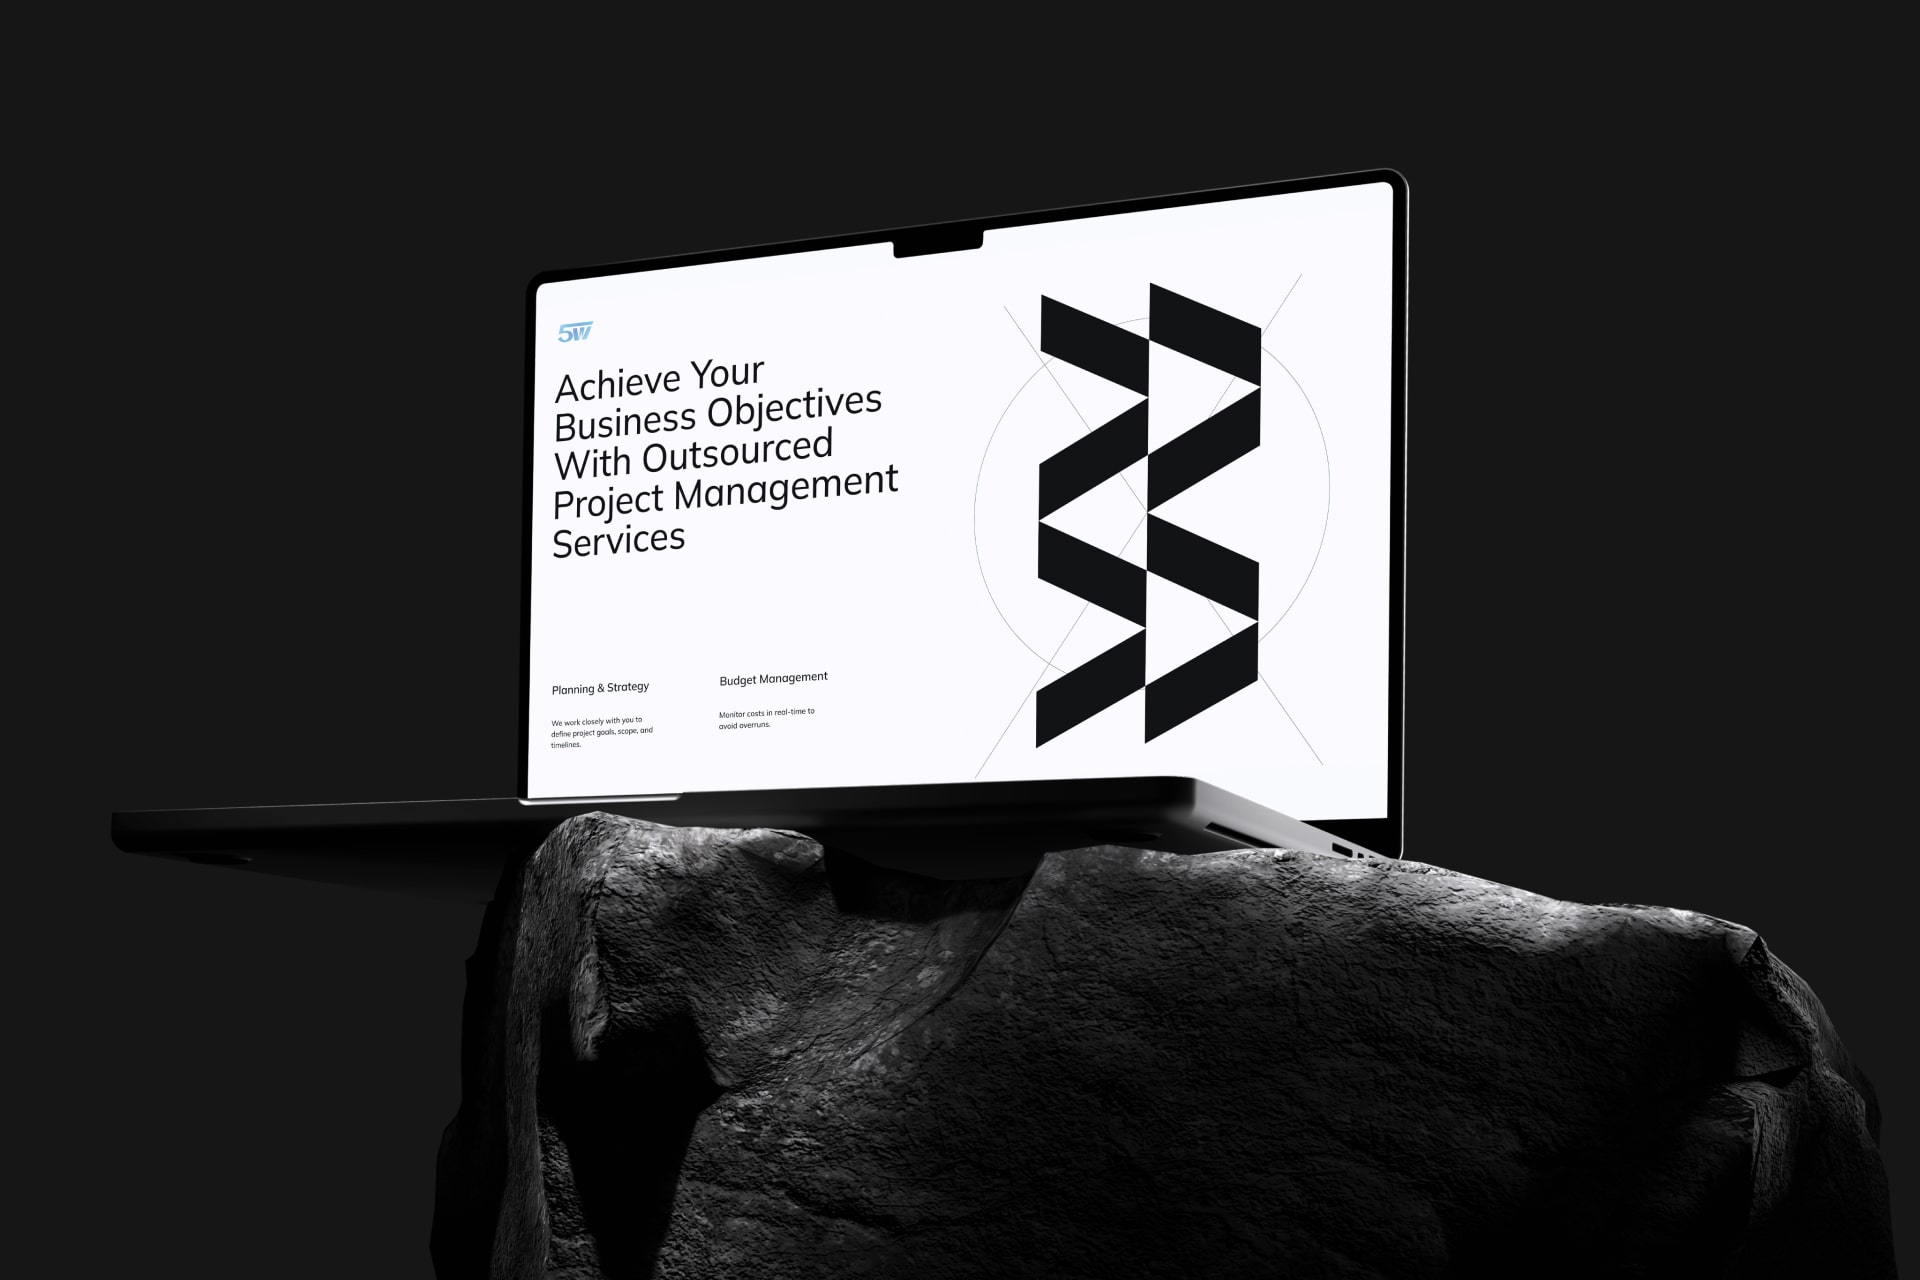 5W
Achieve Your
Business Objectives
With Outsourced
Project Management
Services
Planning & Strategy
We work closely with you to
define project goals, scope, and
timelines.
Budget Management
Monitor costs in real-time to
avoid overruns.